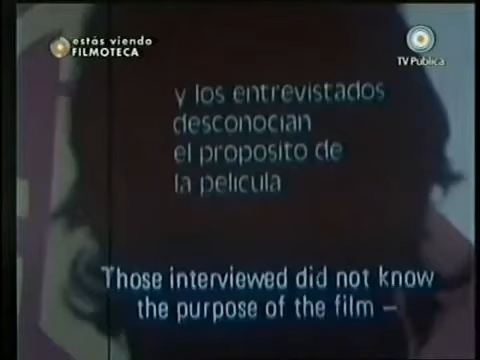 estás viendo
FILMOTECA
TV Pública
y los entrevistados
desconocían
el proposito de
la pelicula
Those interviewed did not know
the purpose of the film –